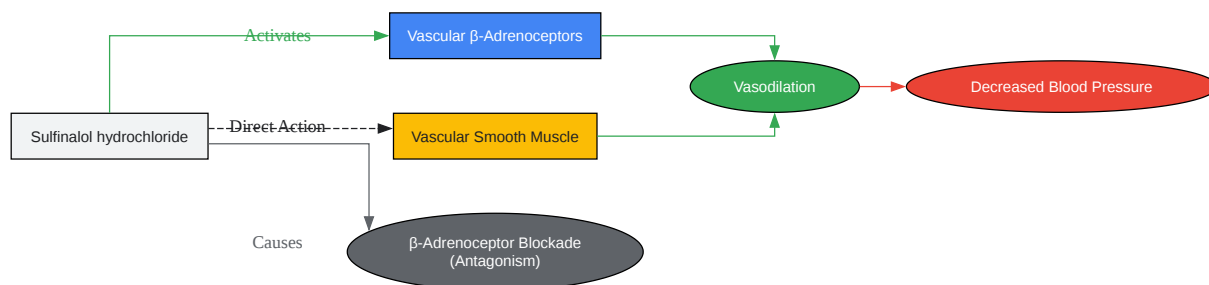 Activates
Vascular β-Adrenoceptors
Vasodilation
Decreased Blood Pressure
Sulfinalol hydrochloride
Direct Action
Vascular Smooth Muscle
Causes
β-Adrenoceptor Blockade
(Antagonism)